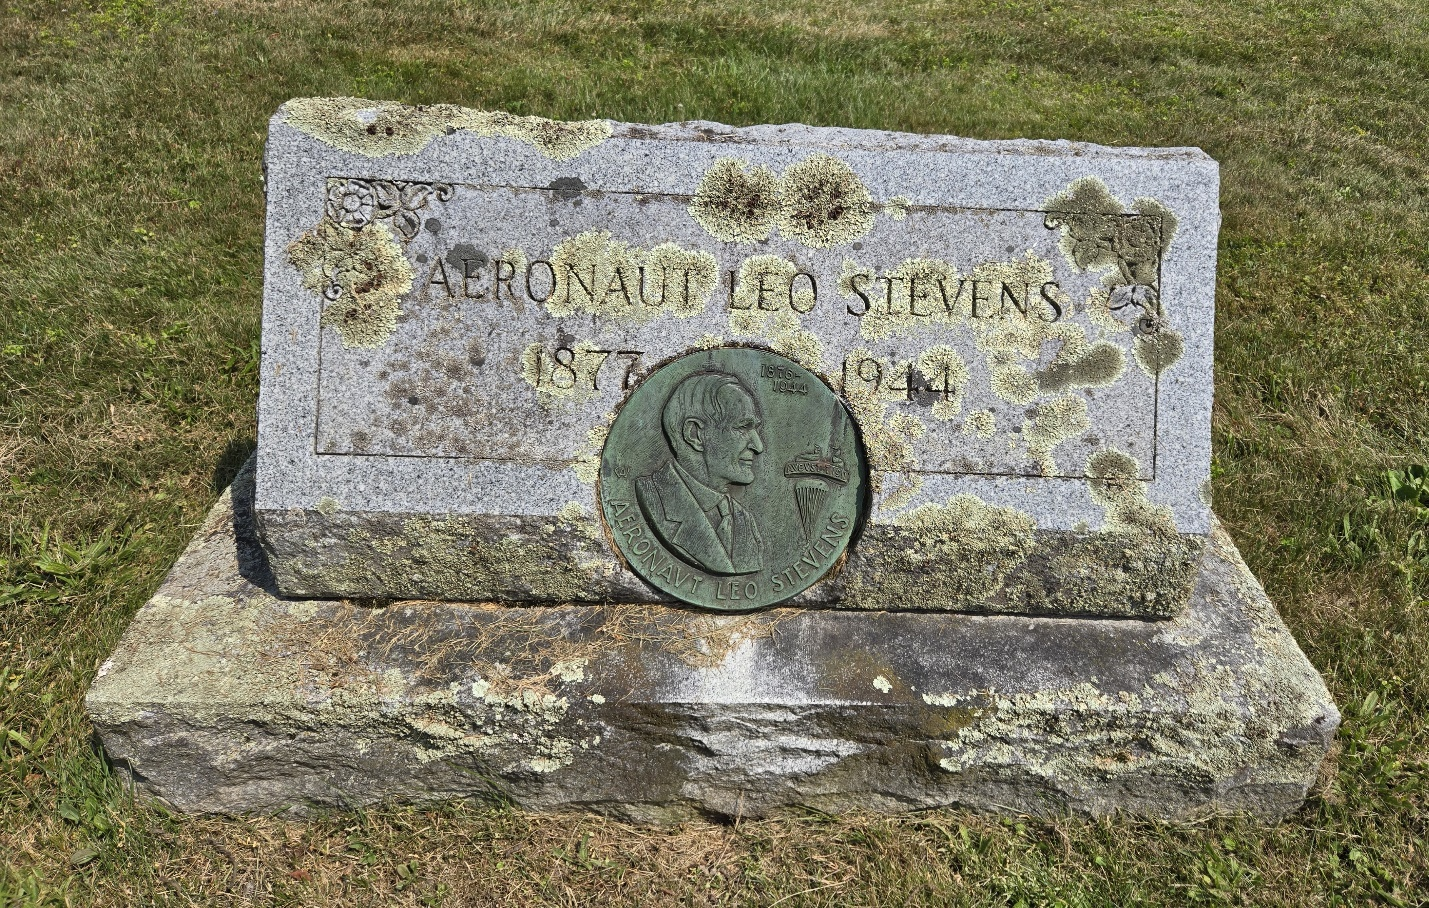 AERONAUT LEO STEVENS
1877 1944
1876-
1944
AERONAUT LEO STEVENS